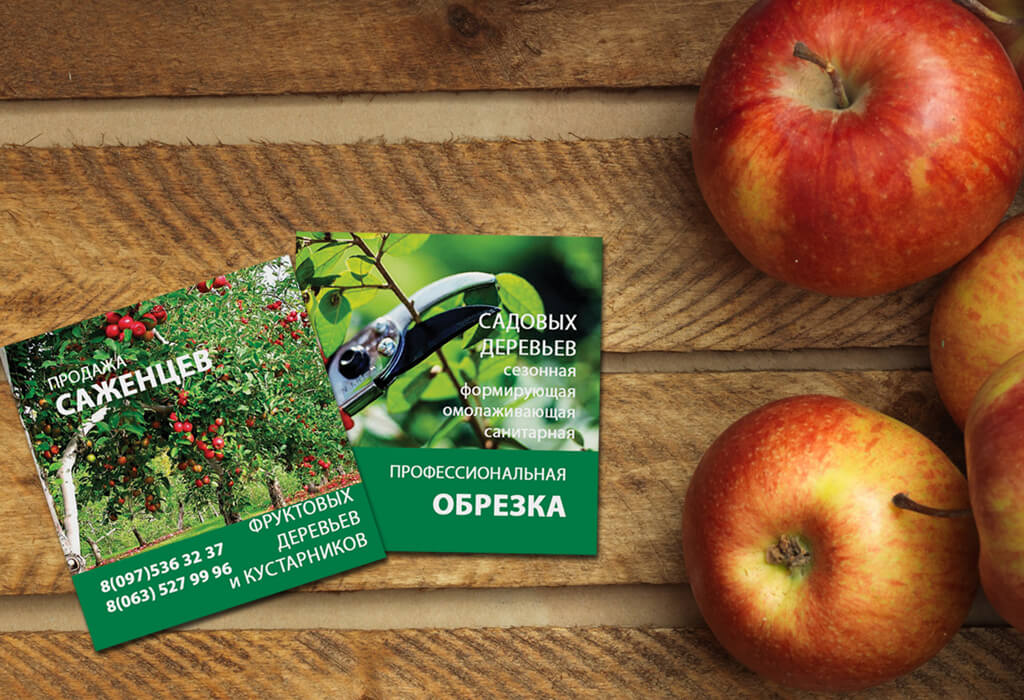 ПРОДАЖА
САЖЕНЦЕВ
ФРУКТОВЫХ
ДЕРЕВЬЕВ
И КУСТАРНИКОВ
8(097)536 32 37
8(063) 527 99 96
САДОВЫХ
ДЕРЕВЬЕВ
сезонная
формирующая
омолаживающая
санитарная
ПРОФЕССИОНАЛЬНАЯ
ОБРЕЗКА